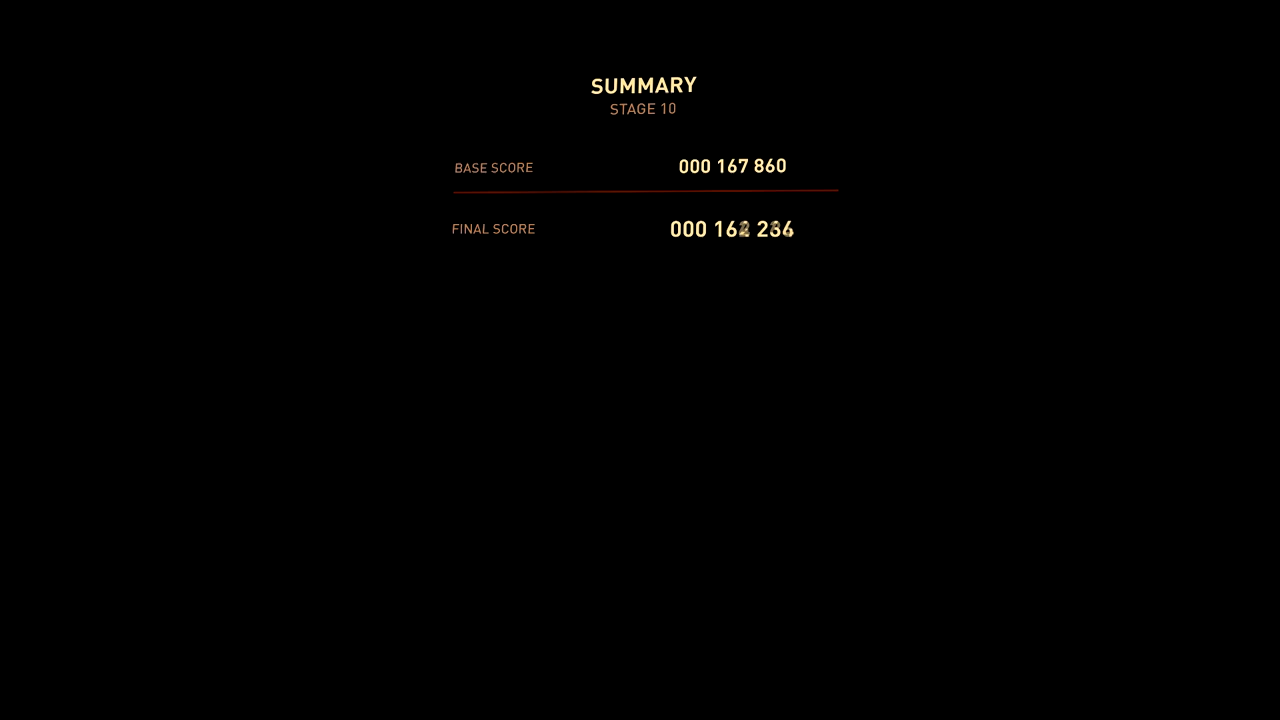 SUMMARY
STAGE 10
BASE SCORE 000 167 860
FINAL SCORE 000